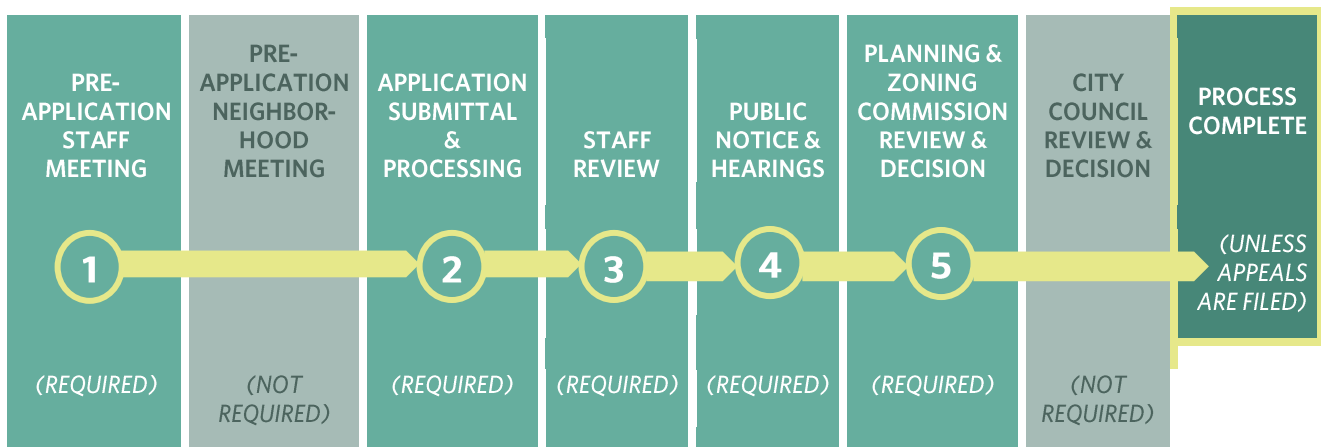 PRE-
APPLICATION
STAFF
MEETING
1
(REQUIRED)
PRE-
APPLICATION
NEIGHBOR-
HOOD
MEETING
(NOT
REQUIRED)
APPLICATION
SUBMITTAL
&
PROCESSING
2
(REQUIRED)
STAFF
REVIEW
3
(REQUIRED)
PUBLIC
NOTICE &
HEARINGS
4
(REQUIRED)
PLANNING &
ZONING
COMMISSION
REVIEW &
DECISION
5
(REQUIRED)
CITY
COUNCIL
REVIEW &
DECISION
(NOT
REQUIRED)
PROCESS
COMPLETE
(UNLESS
APPEALS
ARE FILED)